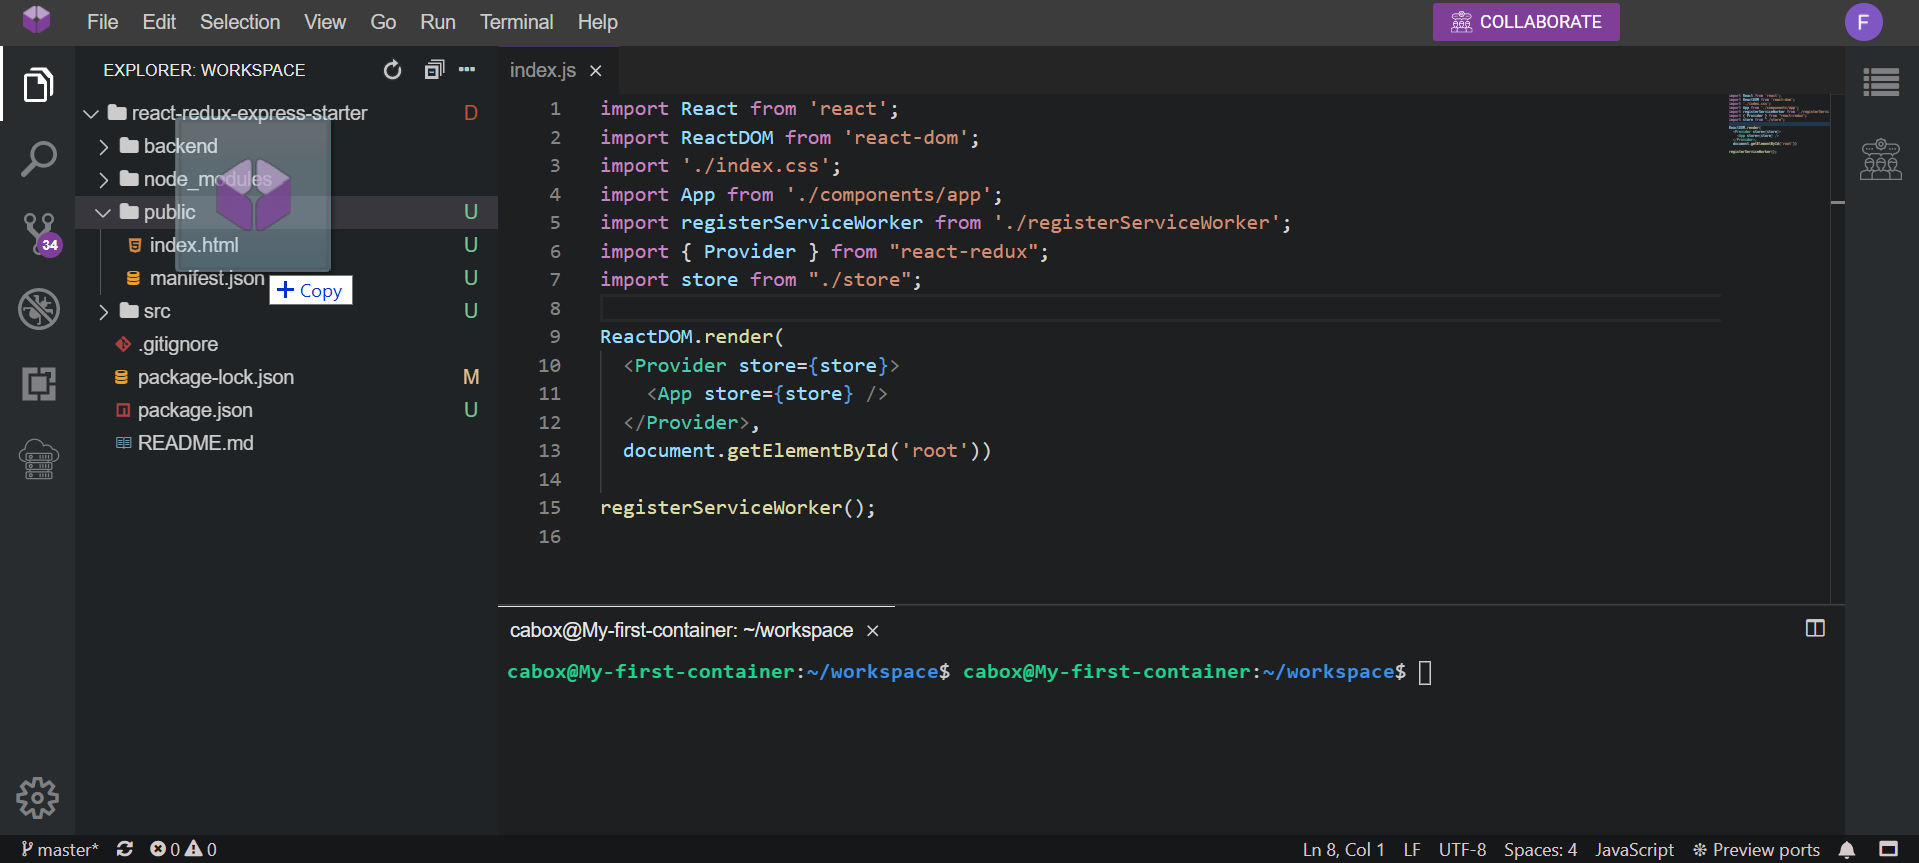 File Edit Selection View Go Run Terminal Help
COLLABORATE
F
EXPLORER: WORKSPACE
react-redux-express-starter D
backend
node_modules
public U
index.html U
manifest.json U
Copy
src U
.gitignore
package-lock.json M
package.json U
README.md
34
index.js
1 import React from 'react';
2 import ReactDOM from 'react-dom';
3 import './index.css';
4 import App from './components/app';
5 import registerServiceWorker from './registerServiceWorker';
6 import { Provider } from "react-redux";
7 import store from "./store";
8
9 ReactDOM.render(
10 <Provider store={store}>
11 <App store={store} />
12 </Provider>,
13 document.getElementById('root'))
14
15 registerServiceWorker();
16
cabox@My-first-container: ~/workspace
cabox@My-first-container:~/workspace$ cabox@My-first-container:~/workspace$
master* 0 0
Ln 8, Col 1 LF UTF-8 Spaces: 4 JavaScript Preview ports